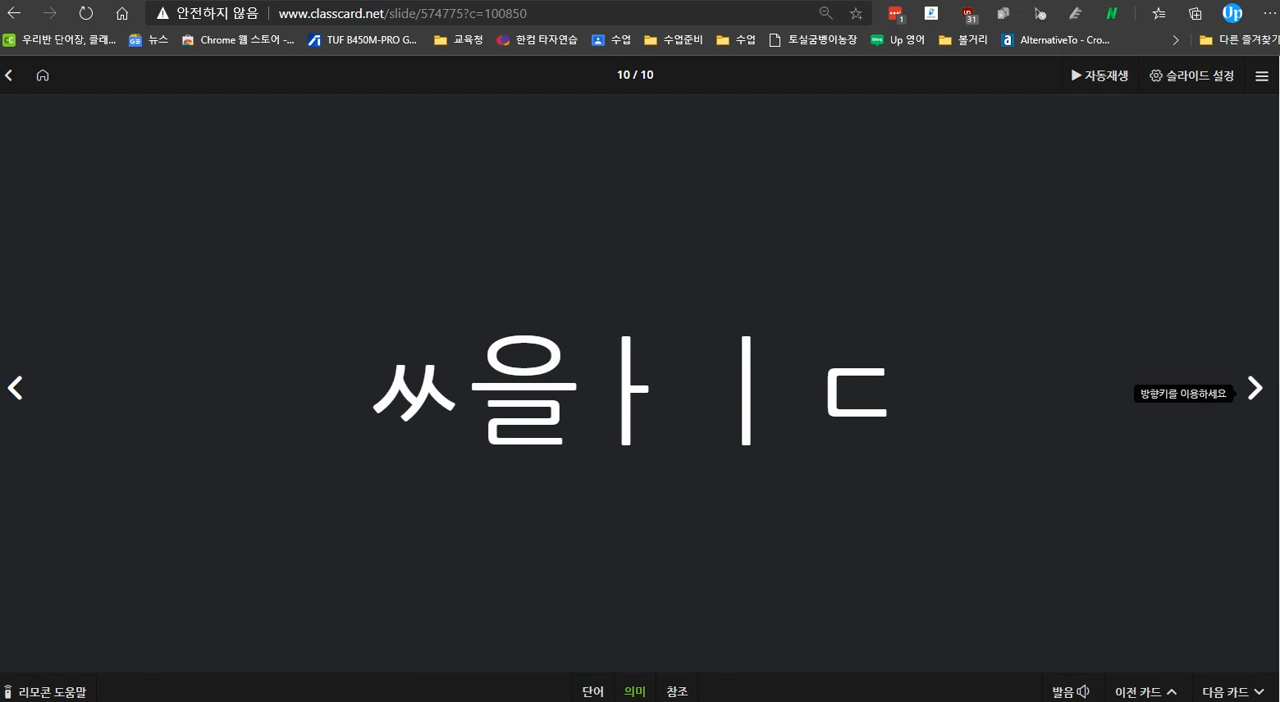 안전하지 않음 www.classcard.net/slide/574775?c=100850
우리반 단어장, 클래... 뉴스 Chrome 웹 스토어 -... TUF B450M-PRO G... 교육청 한컴 타자연습 수업 수업준비 수업 토실굴뱅이농장 Up 영어 볼거리 AlternativeTo - Cro... 다른 즐겨찾기
10 / 10 자동재생 슬라이드 설정
ㅆ을ㅏㅣㄷ
방향키를 이용하세요
리모콘 도움말 단어 의미 참조 발음 이전 카드 다음 카드